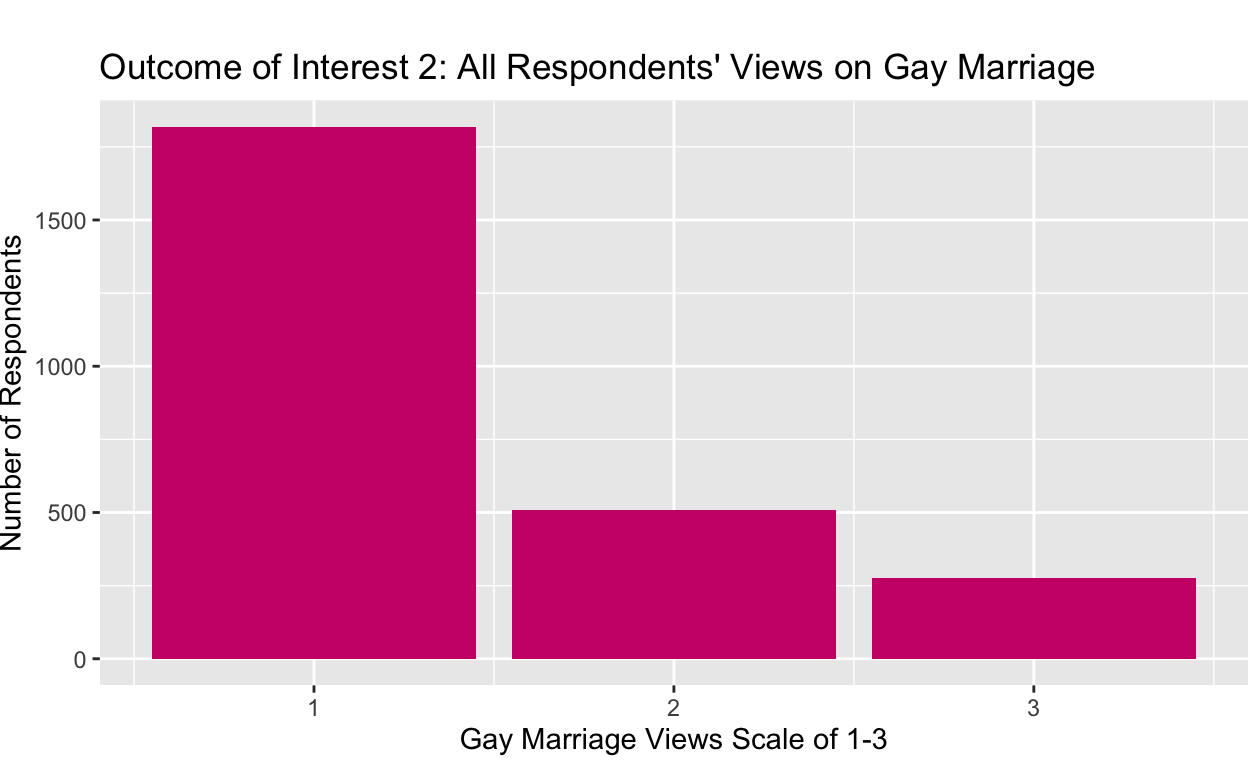 Outcome of Interest 2: All Respondents' Views on Gay Marriage
Number of Respondents
1500
1000
500
0
1
2
3
Gay Marriage Views Scale of 1-3